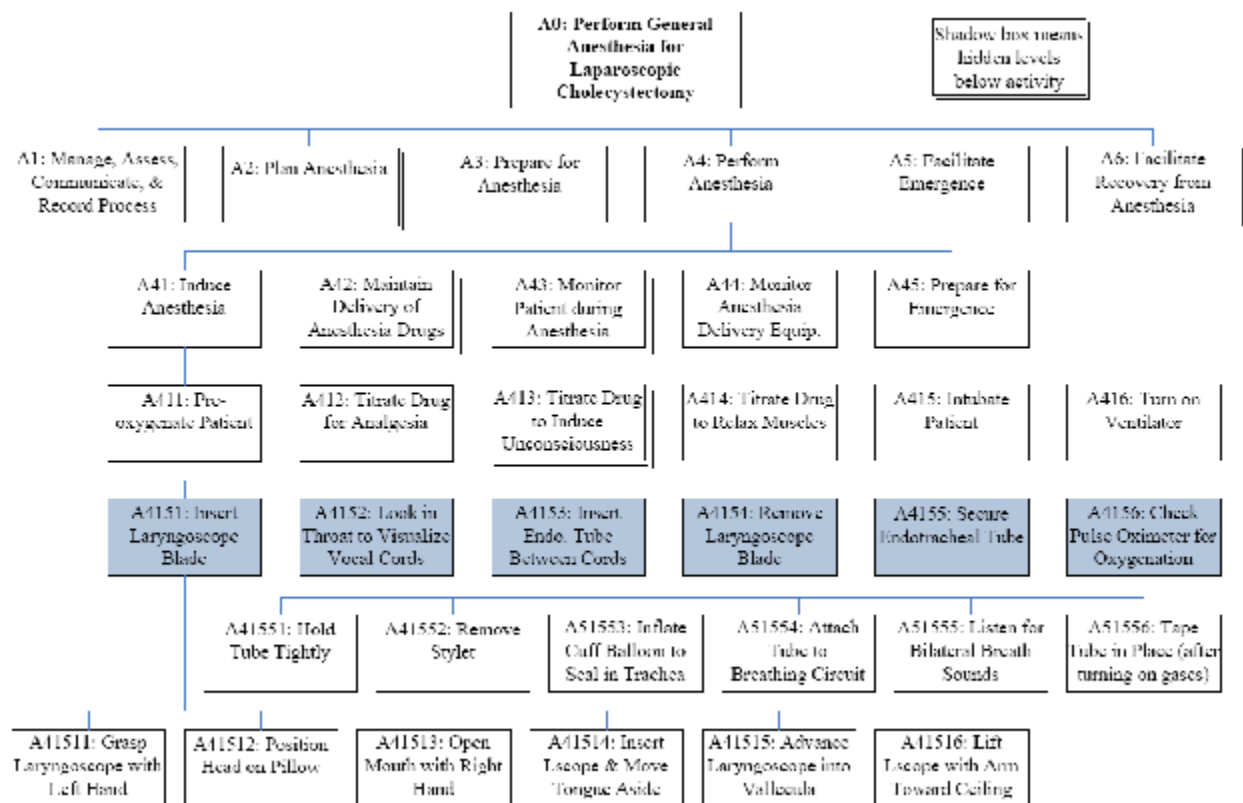 A0: Perform General
Anesthesia for
Laparoscopic
Cholecystectomy
Shadow box means
hidden levels
below activity
A1: Manage, Assess,
Communicate, &
Record Process
A2: Plan Anesthesia
A3: Prepare for
Anesthesia
A4: Perform
Anesthesia
A5: Facilitate
Emergence
A6: Facilitate
Recovery from
Anesthesia
A41: Induce
Anesthesia
A42: Maintain
Delivery of
Anesthesia Drugs
A43: Monitor
Patient during
Anesthesia
A44: Monitor
Anesthesia
Delivery Equip.
A45: Prepare for
Emergence
A411: Pre-
oxygenate Patient
A412: Titrate Drug
for Analgesia
A413: Titrate Drug
to Induce
Unconsciousness
A414: Titrate Drug
to Relax Muscles
A415: Intubate
Patient
A416: Turn on
Ventilator
A4151: Insert
Laryngoscope
Blade
A4152: Look in
Throat to Visualize
Vocal Cords
A4153: Insert
Endo. Tube
Between Cords
A4154: Remove
Laryngoscope
Blade
A4155: Secure
Endotracheal Tube
A4156: Check
Pulse Oximeter for
Oxygenation
A41551: Hold
Tube Tightly
A41552: Remove
Stylet
A51553: Inflate
Cuff Balloon to
Seal in Trachea
A51554: Attach
Tube to
Breathing Circuit
A51555: Listen for
Bilateral Breath
Sounds
A51556: Tape
Tube in Place (after
turning on gases)
A41511: Grasp
Laryngoscope with
Left Hand
A41512: Position
Head on Pillow
A41513: Open
Mouth with Right
Hand
A41514: Insert
Lscope & Move
Tongue Aside
A41515: Advance
Laryngoscope into
Vallecula
A41516: Lift
Lscope with Arm
Toward Ceiling